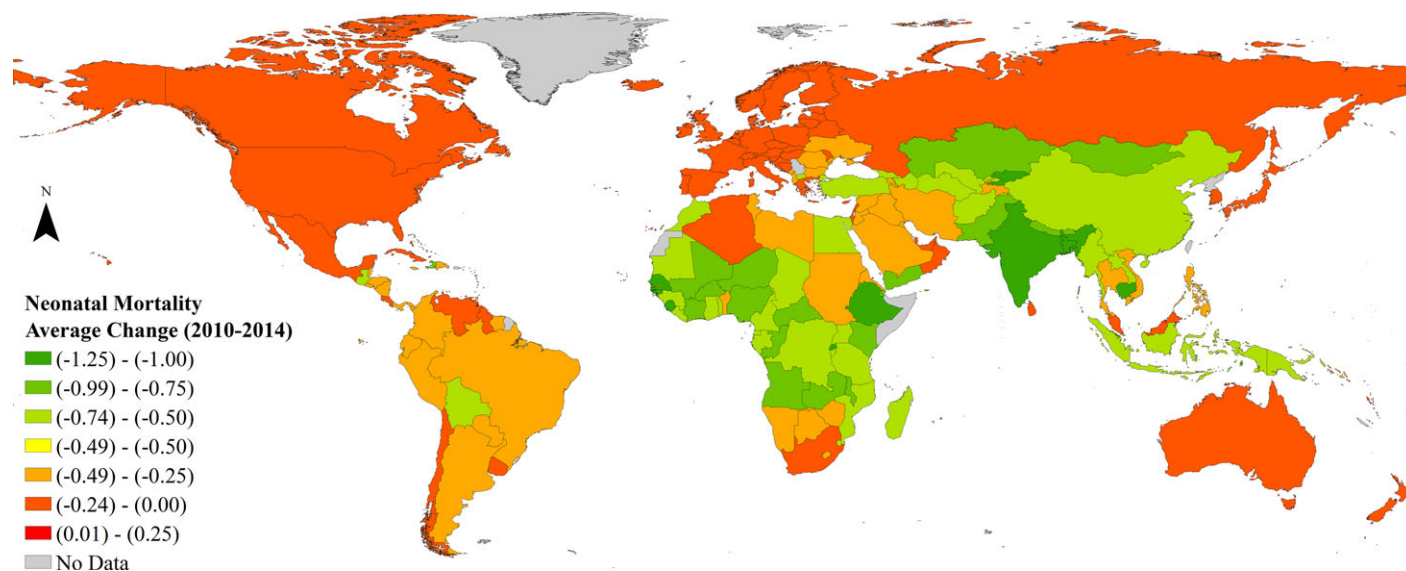 N
Neonatal Mortality
Average Change (2010-2014)
(-1.25) - (-1.00)
(-0.99) - (-0.75)
(-0.74) - (-0.50)
(-0.49) - (-0.50)
(-0.49) - (-0.25)
(-0.24) - (0.00)
(0.01) - (0.25)
No Data